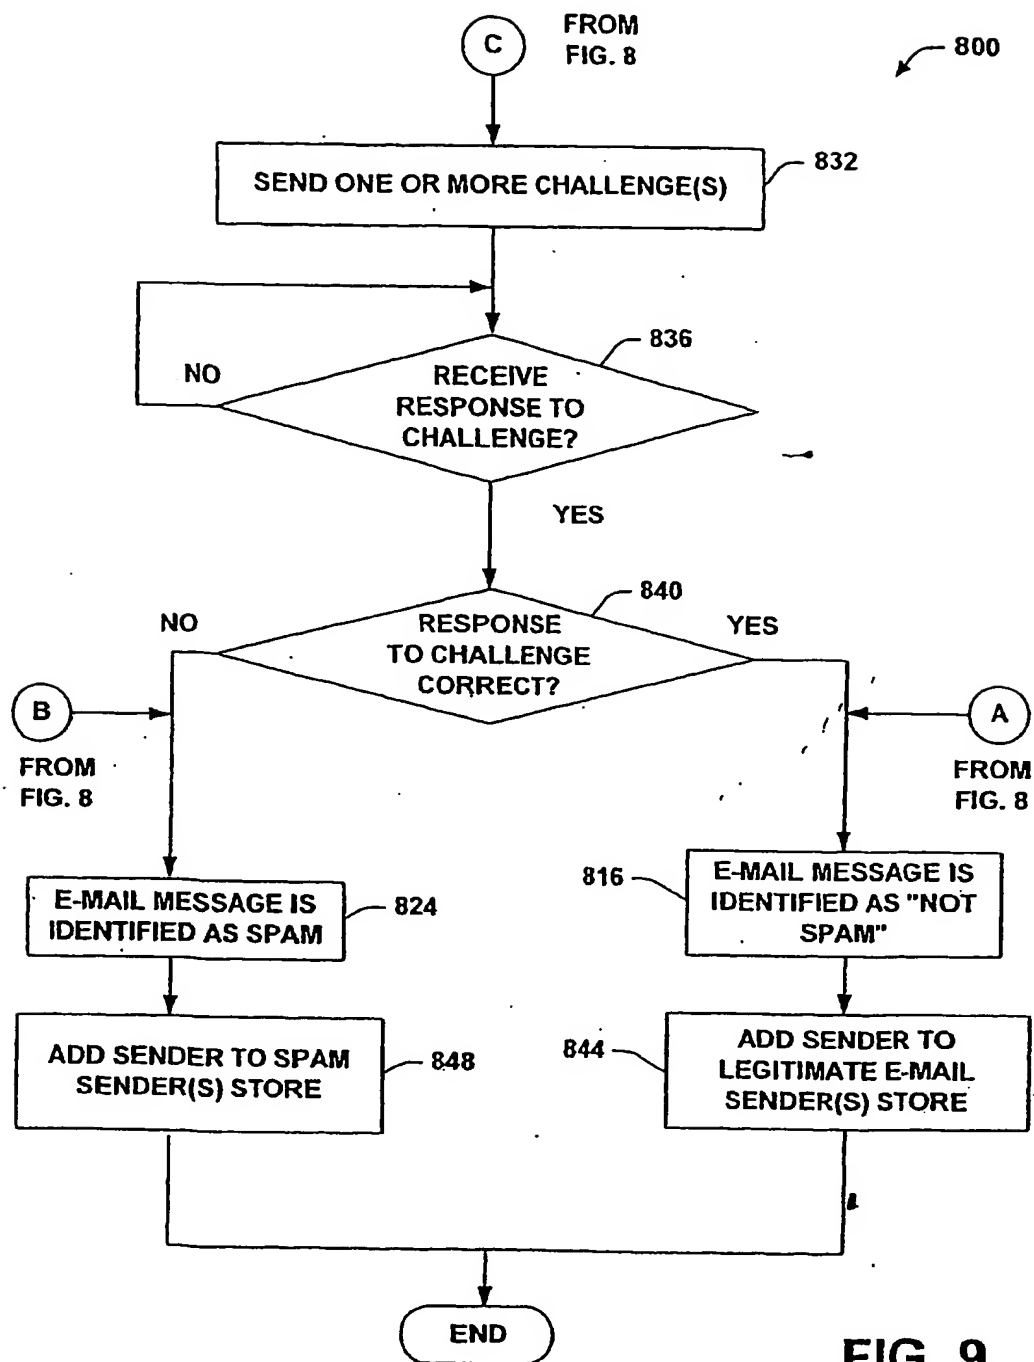 C
FROM
FIG. 8
800
SEND ONE OR MORE CHALLENGE(S)
832
836
NO
RECEIVE
RESPONSE TO
CHALLENGE?
YES
840
NO
RESPONSE
TO CHALLENGE
CORRECT?
YES
B
FROM
FIG. 8
A
FROM
FIG. 8
E-MAIL MESSAGE IS
IDENTIFIED AS SPAM
824
816
E-MAIL MESSAGE IS
IDENTIFIED AS "NOT
SPAM"
ADD SENDER TO SPAM
SENDER(S) STORE
848
844
ADD SENDER TO
LEGITIMATE E-MAIL
SENDER(S) STORE
END
FIG. 9